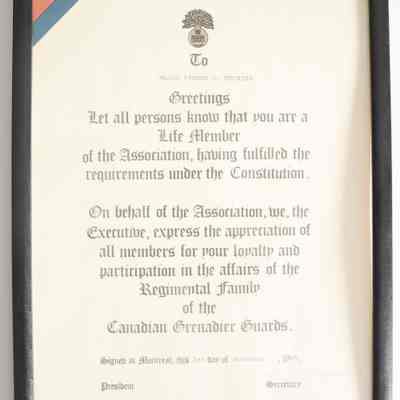 To
Greetings
Let all persons know that you are a
Life Member
of the Association, having fulfilled the
requirements under the Constitution.
On behalf of the Association, we, the
Executive, express the appreciation of
all members for your loyalty and
participation in the affairs of the
Regimental Family
of the
Canadian Grenadier Guards.
Signed at Montreal, this day of
President Secretary